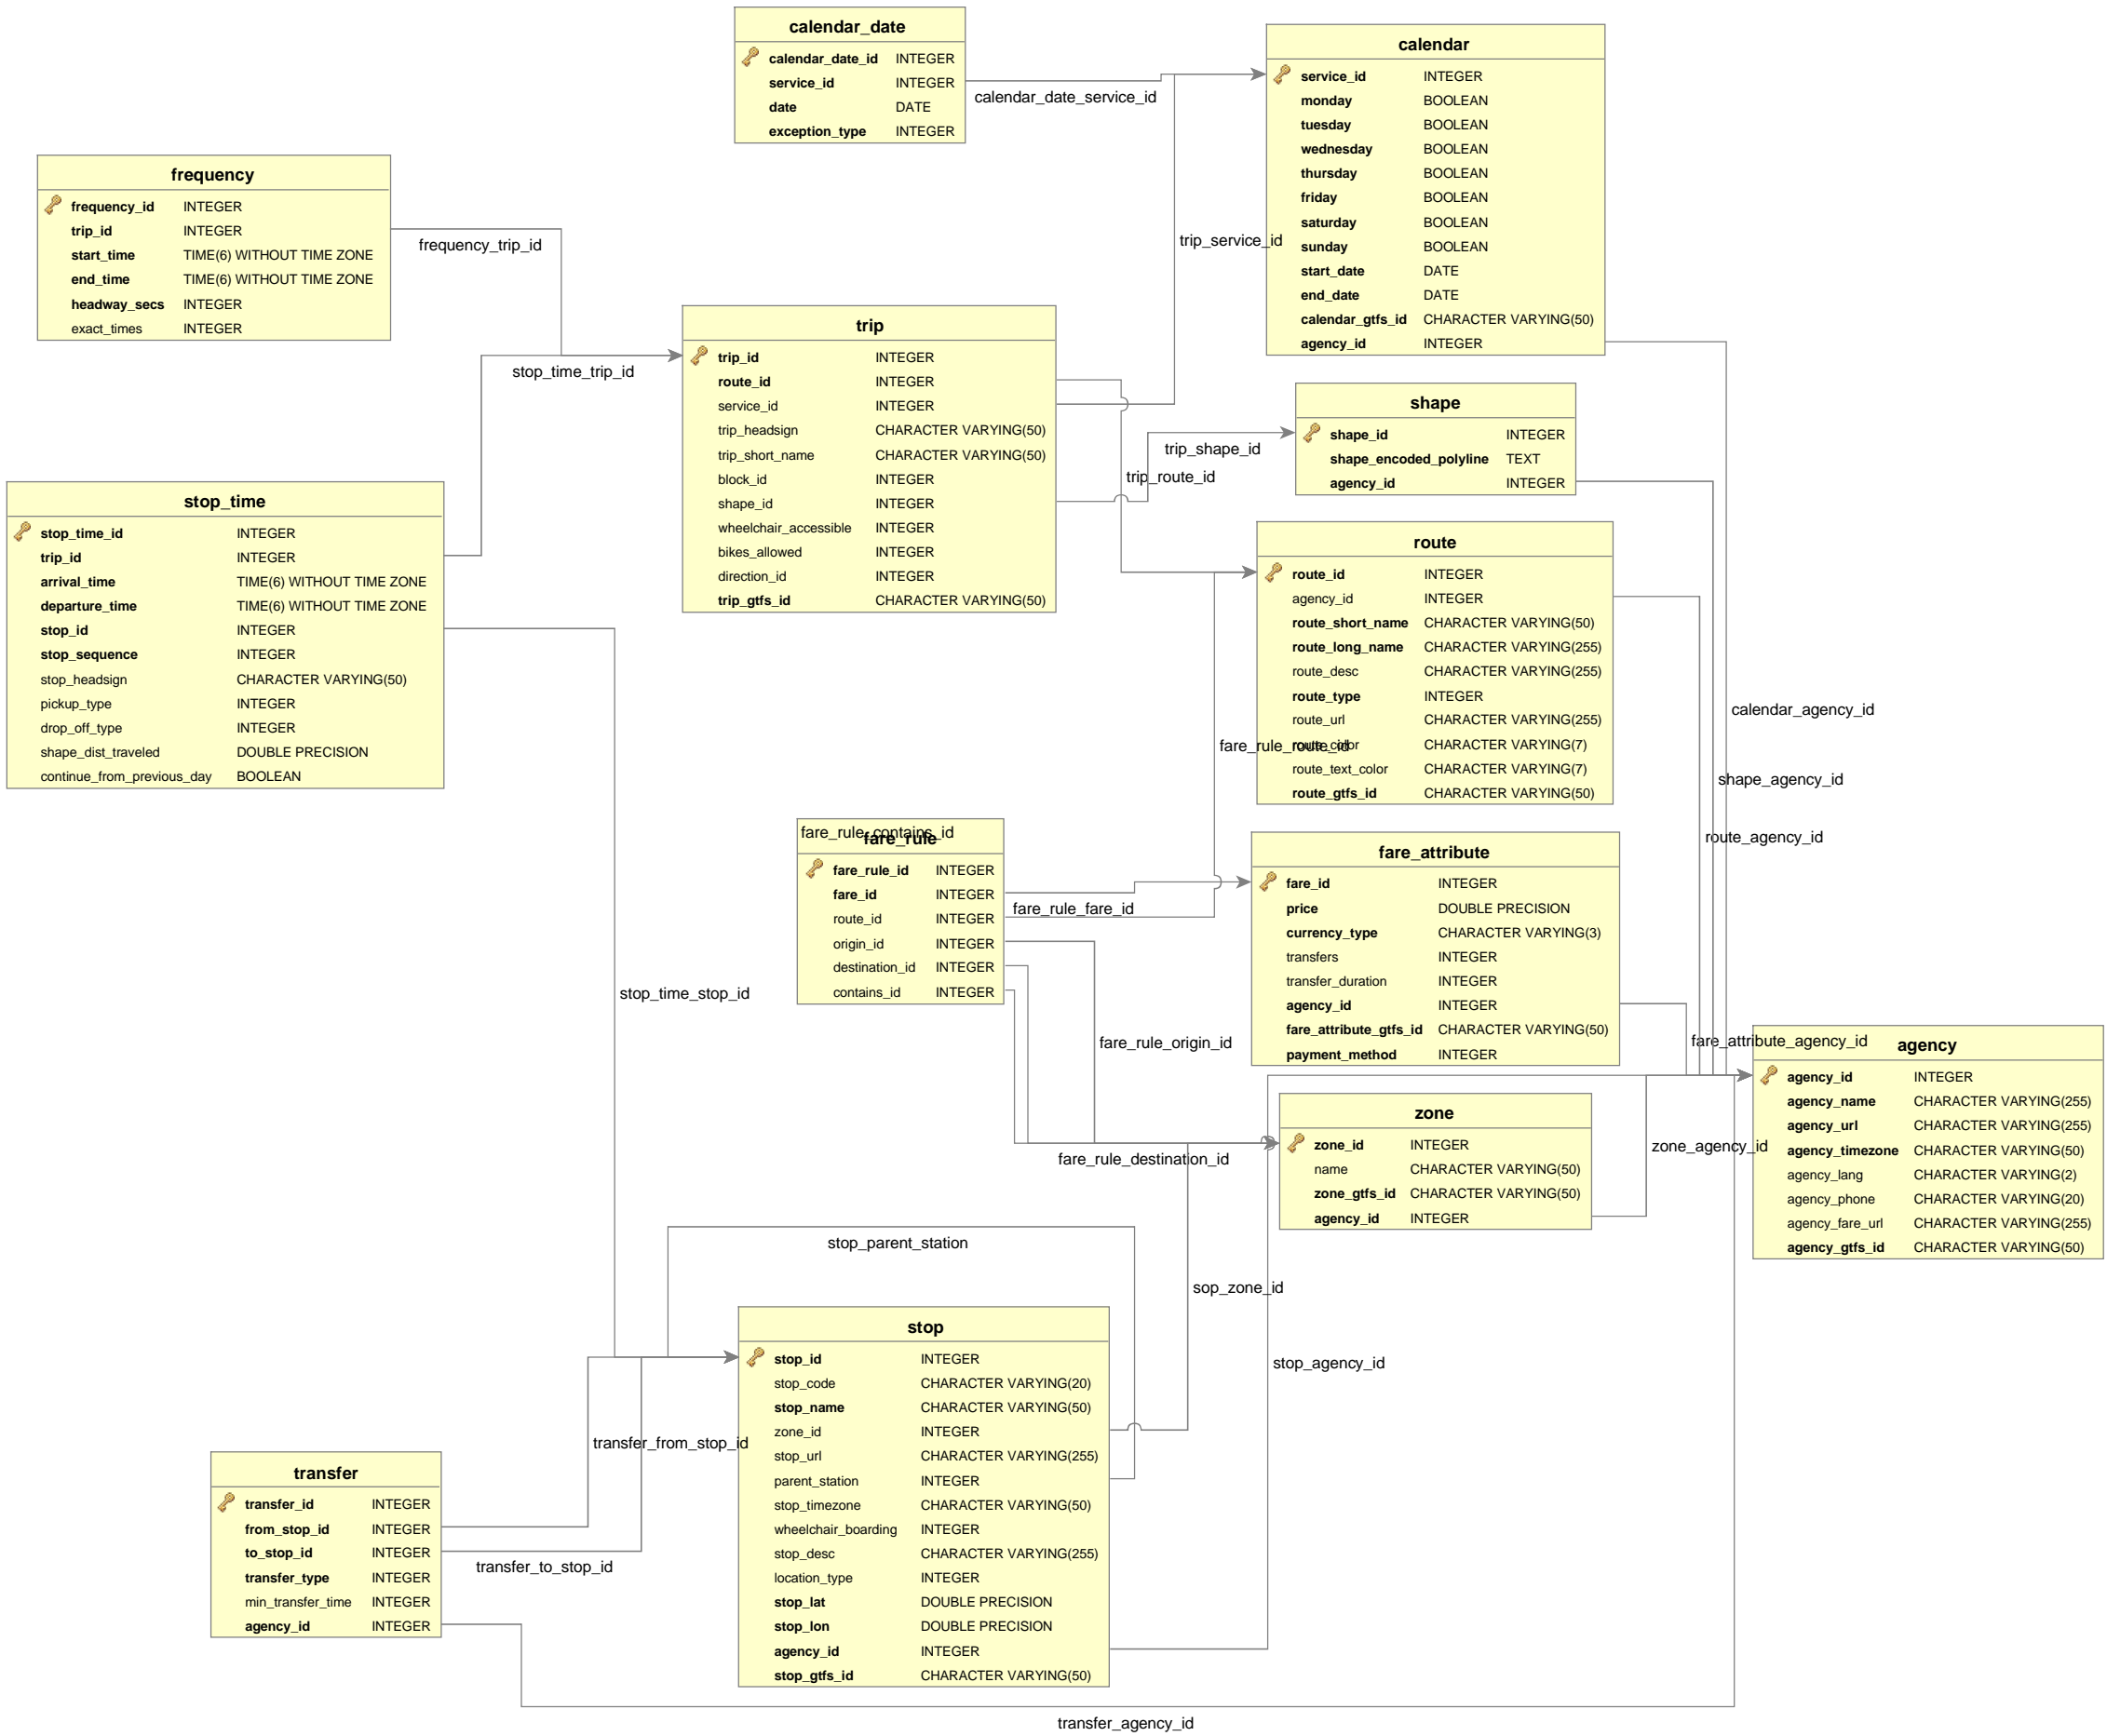 calendar_date
calendar_date_id INTEGER
service_id INTEGER
date DATE
exception_type INTEGER
calendar_date_service_id
calendar
service_id INTEGER
monday BOOLEAN
tuesday BOOLEAN
wednesday BOOLEAN
thursday BOOLEAN
friday BOOLEAN
saturday BOOLEAN
sunday BOOLEAN
start_date DATE
end_date DATE
calendar_gtfs_id CHARACTER VARYING(50)
agency_id INTEGER
frequency
frequency_id INTEGER
trip_id INTEGER
start_time TIME(6) WITHOUT TIME ZONE
end_time TIME(6) WITHOUT TIME ZONE
headway_secs INTEGER
exact_times INTEGER
frequency_trip_id
trip_service_id
stop_time_trip_id
trip
trip_id INTEGER
route_id INTEGER
service_id INTEGER
trip_headsign CHARACTER VARYING(50)
trip_short_name CHARACTER VARYING(50)
block_id INTEGER
shape_id INTEGER
wheelchair_accessible INTEGER
bikes_allowed INTEGER
direction_id INTEGER
trip_gtfs_id CHARACTER VARYING(50)
trip_shape_id
trip_route_id
shape
shape_id INTEGER
shape_encoded_polyline TEXT
agency_id INTEGER
stop_time
stop_time_id INTEGER
trip_id INTEGER
arrival_time TIME(6) WITHOUT TIME ZONE
departure_time TIME(6) WITHOUT TIME ZONE
stop_id INTEGER
stop_sequence INTEGER
stop_headsign CHARACTER VARYING(50)
pickup_type INTEGER
drop_off_type INTEGER
shape_dist_traveled DOUBLE PRECISION
continue_from_previous_day BOOLEAN
route
route_id INTEGER
agency_id INTEGER
route_short_name CHARACTER VARYING(50)
route_long_name CHARACTER VARYING(255)
route_desc CHARACTER VARYING(255)
route_type INTEGER
route_url CHARACTER VARYING(255)
route_color CHARACTER VARYING(7)
route_text_color CHARACTER VARYING(7)
route_gtfs_id CHARACTER VARYING(50)
fare_rule_route_id
calendar_agency_id
shape_agency_id
route_agency_id
fare_rule_contains_id
fare_rule
fare_rule_id INTEGER
fare_id INTEGER
route_id INTEGER
origin_id INTEGER
destination_id INTEGER
contains_id INTEGER
fare_rule_fare_id
fare_attribute
fare_id INTEGER
price DOUBLE PRECISION
currency_type CHARACTER VARYING(3)
transfers INTEGER
transfer_duration INTEGER
agency_id INTEGER
fare_attribute_gtfs_id CHARACTER VARYING(50)
payment_method INTEGER
stop_time_stop_id
fare_rule_origin_id
fare_attribute_agency_id
agency
agency_id INTEGER
agency_name CHARACTER VARYING(255)
agency_url CHARACTER VARYING(255)
agency_timezone CHARACTER VARYING(50)
agency_lang CHARACTER VARYING(2)
agency_phone CHARACTER VARYING(20)
agency_fare_url CHARACTER VARYING(255)
agency_gtfs_id CHARACTER VARYING(50)
zone
zone_id INTEGER
name CHARACTER VARYING(50)
zone_gtfs_id CHARACTER VARYING(50)
agency_id INTEGER
zone_agency_id
fare_rule_destination_id
stop_parent_station
sop_zone_id
stop_agency_id
stop
stop_id INTEGER
stop_code CHARACTER VARYING(20)
stop_name CHARACTER VARYING(50)
zone_id INTEGER
stop_url CHARACTER VARYING(255)
parent_station INTEGER
stop_timezone CHARACTER VARYING(50)
wheelchair_boarding INTEGER
stop_desc CHARACTER VARYING(255)
location_type INTEGER
stop_lat DOUBLE PRECISION
stop_lon DOUBLE PRECISION
agency_id INTEGER
stop_gtfs_id CHARACTER VARYING(50)
transfer_from_stop_id
transfer
transfer_id INTEGER
from_stop_id INTEGER
to_stop_id INTEGER
transfer_type INTEGER
min_transfer_time INTEGER
agency_id INTEGER
transfer_to_stop_id
transfer_agency_id